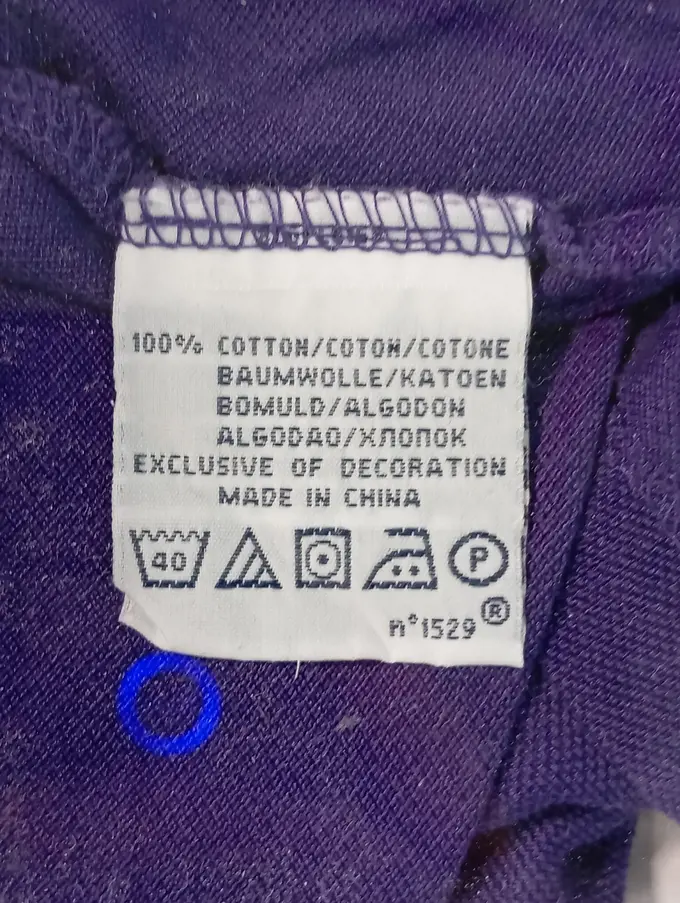 100% COTTON/COTON/COTONE
BAUMWOLLE/KATOEN
BOMULD/ALGODON
ALGODAO/ХЛОПОК
EXCLUSIVE OF DECORATION
MADE IN CHINA
40 P
n°1529®